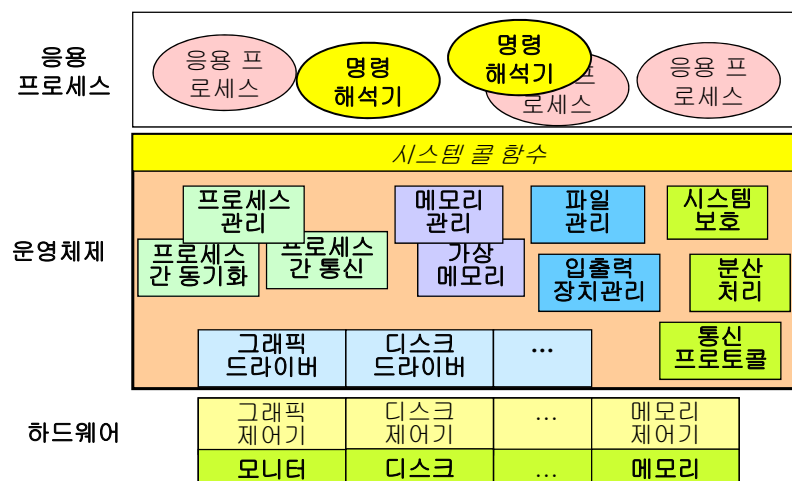 응용
프로세스
응용 프
로세스
명령
해석기
명령
해석기
프
로세스
응용 프
로세스
시스템 콜 함수
운영체제
프로세스
관리
메모리
관리
파일
관리
시스템
보호
프로세스
간 동기화
프로세스
간 통신
가상
메모리
입출력
장치관리
분산
처리
통신
프로토콜
그래픽
드라이버
디스크
드라이버
...
하드웨어
그래픽
제어기
디스크
제어기
...
메모리
제어기
모니터
디스크
...
메모리